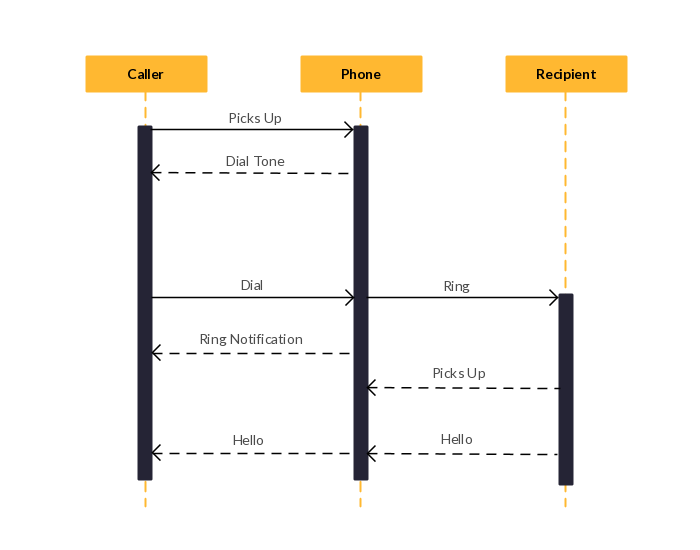 Caller
Phone
Recipient
Picks Up
Dial Tone
Dial
Ring
Ring Notification
Picks Up
Hello
Hello